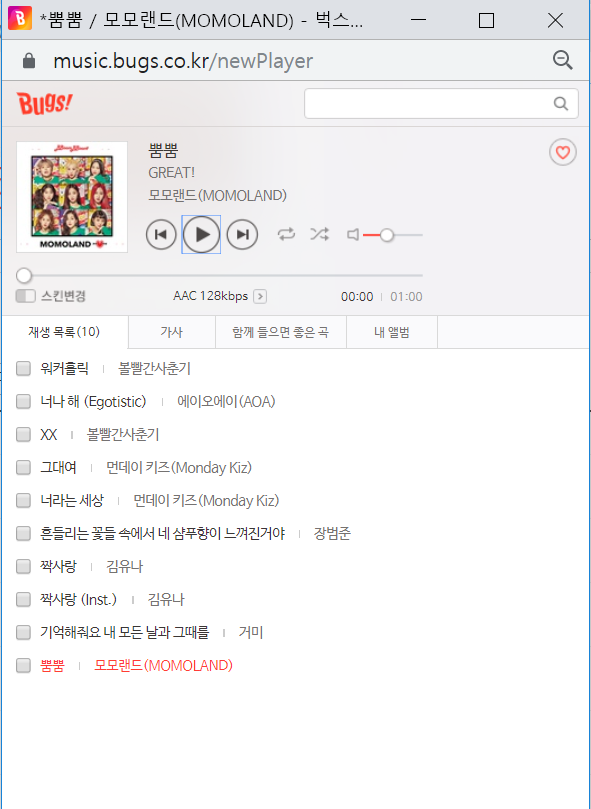 *뿜뿜 / 모모랜드(MOMOLAND) - 벅스...
music.bugs.co.kr/newPlayer
Bugs!
MOMOLAND
뿜뿜
GREAT!
모모랜드(MOMOLAND)
스킨변경
AAC 128kbps
00:00 01:00
재생 목록(10) 가사 함께 들으면 좋은 곡 내 앨범
워커홀릭 볼빨간사춘기
너나 해 (Egotistic) 에이오에이(AOA)
XX 볼빨간사춘기
그대여 먼데이 키즈(Monday Kiz)
너라는 세상 먼데이 키즈(Monday Kiz)
흔들리는 꽃들 속에서 네 샴푸향이 느껴진거야 장범준
짝사랑 김유나
짝사랑 (Inst.) 김유나
기억해줘요 내 모든 날과 그때를 거미
뿜뿜 모모랜드(MOMOLAND)